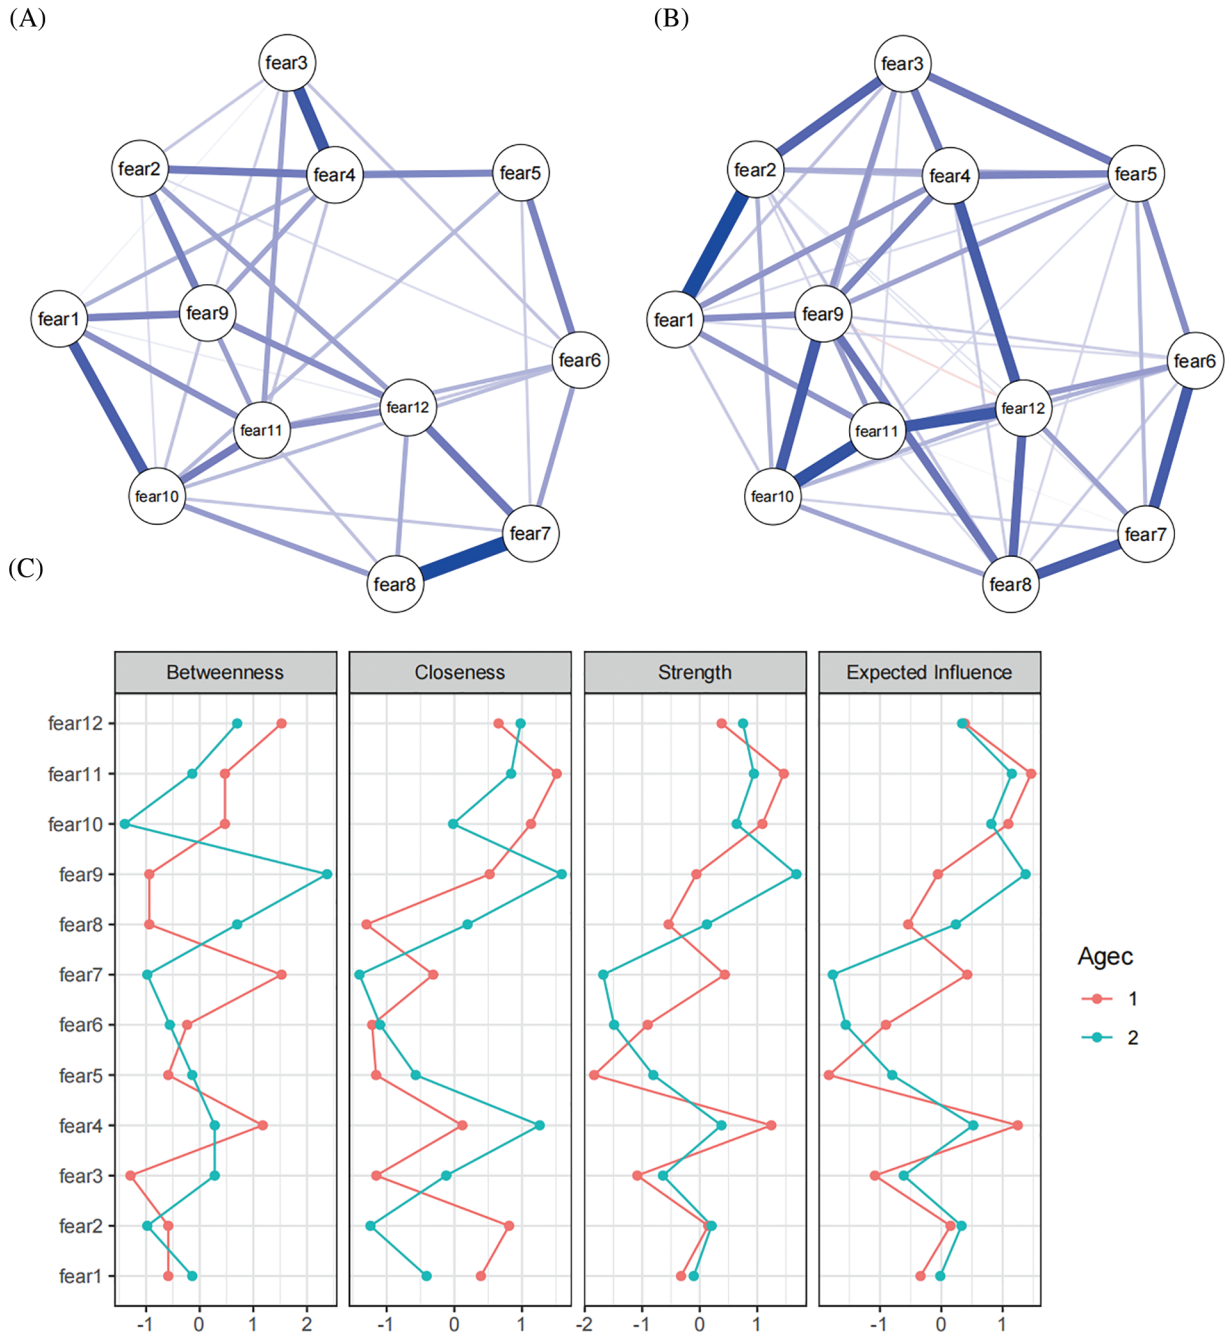 (A)
fear3
fear2
fear4
fear5
fear1
fear9
fear6
fear12
fear11
fear10
fear7
fear8
(B)
fear3
fear2
fear4
fear5
fear1
fear9
fear6
fear12
fear11
fear10
fear7
fear8
(C)
Betweenness Closeness Strength Expected Influence
fear12
fear11
fear10
fear9
fear8
fear7
fear6
fear5
fear4
fear3
fear2
fear1
-1 0 1 2 -1 0 1 -2 -1 0 1 -1 0 1
Agec
1
2